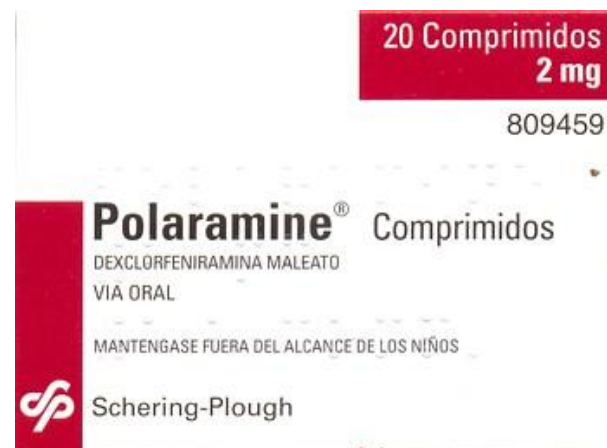 20 Comprimidos
2 mg
809459
Polaramine® Comprimidos
DEXCLORFENIRAMINA MALEATO
VIA ORAL
MANTENGASE FUERA DEL ALCANCE DE LOS NIÑOS
Schering-Plough